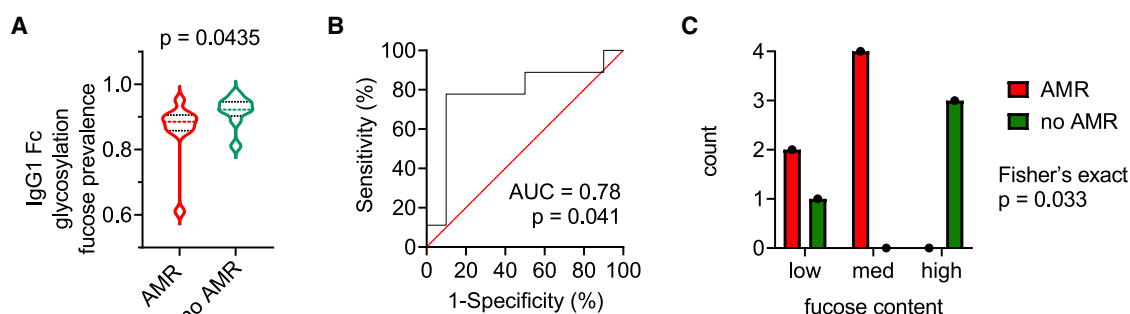 A
p = 0.0435
IgG1 Fc
glycosylation
fucose prevalence
1.0
0.8
0.6
AMR
no AMR
B
Sensitivity (%)
100
80
60
40
20
0
AUC = 0.78
p = 0.041
0 20 40 60 80 100
1-Specificity (%)
C
count
4
3
2
1
0
low med high
fucose content
AMR
no AMR
Fisher's exact
p = 0.033